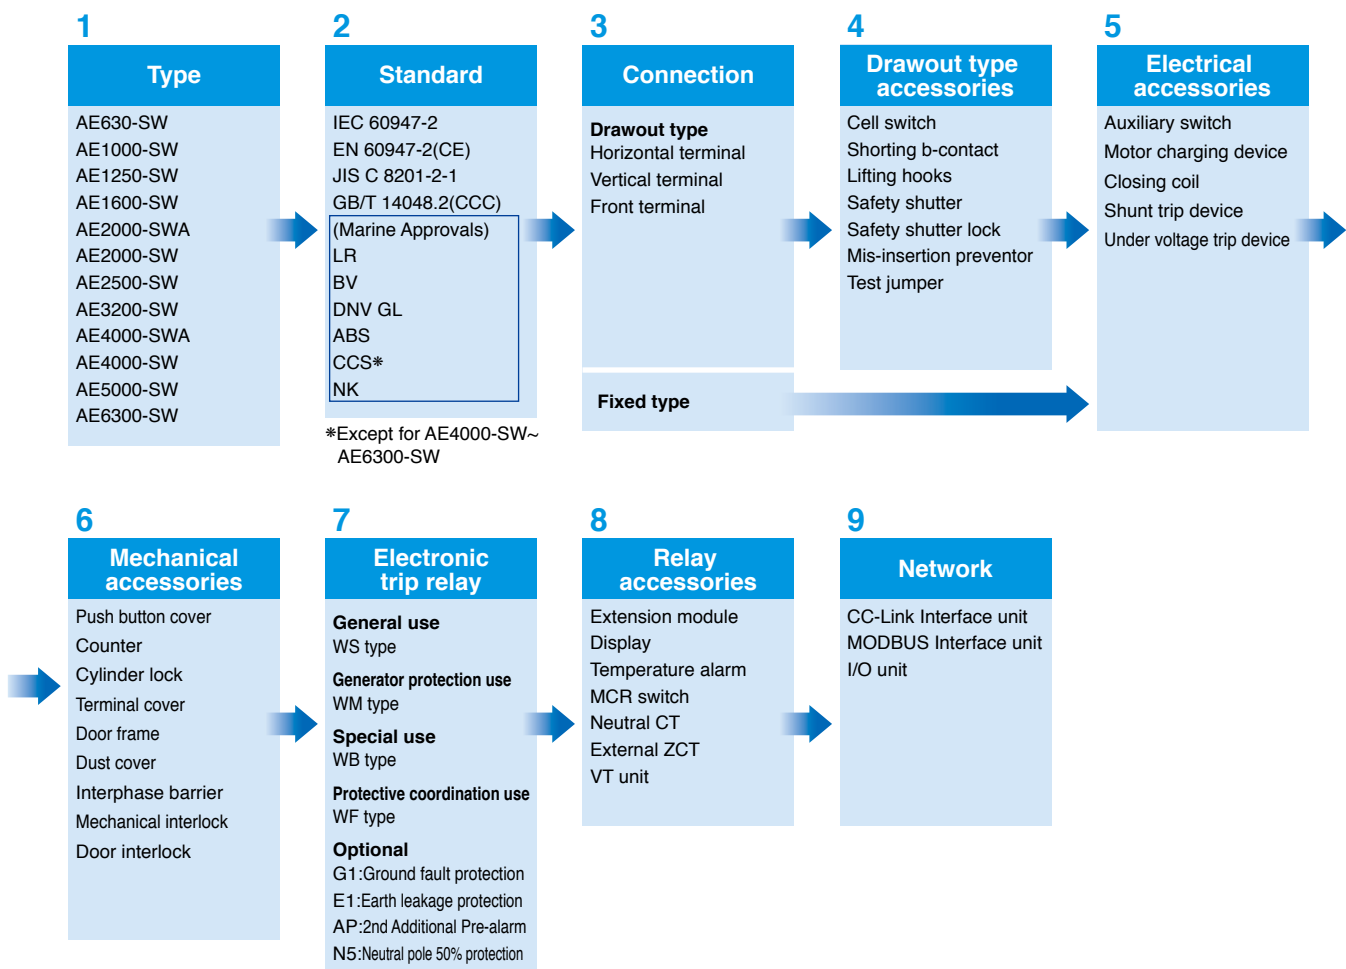 1
Type
AE630-SW
AE1000-SW
AE1250-SW
AE1600-SW
AE2000-SWA
AE2000-SW
AE2500-SW
AE3200-SW
AE4000-SWA
AE4000-SW
AE5000-SW
AE6300-SW
2
Standard
IEC 60947-2
EN 60947-2(CE)
JIS C 8201-2-1
GB/T 14048.2(CCC)
(Marine Approvals)
LR
BV
DNV GL
ABS
CCS*
NK
*Except for AE4000-SW~
AE6300-SW
3
Connection
Drawout type
Horizontal terminal
Vertical terminal
Front terminal
Fixed type
4
Drawout type
accessories
Cell switch
Shorting b-contact
Lifting hooks
Safety shutter
Safety shutter lock
Mis-insertion preventor
Test jumper
5
Electrical
accessories
Auxiliary switch
Motor charging device
Closing coil
Shunt trip device
Under voltage trip device
6
Mechanical
accessories
Push button cover
Counter
Cylinder lock
Terminal cover
Door frame
Dust cover
Interphase barrier
Mechanical interlock
Door interlock
7
Electronic
trip relay
General use
WS type
Generator protection use
WM type
Special use
WB type
Protective coordination use
WF type
Optional
G1:Ground fault protection
E1:Earth leakage protection
AP:2nd Additional Pre-alarm
N5:Neutral pole 50% protection
8
Relay
accessories
Extension module
Display
Temperature alarm
MCR switch
Neutral CT
External ZCT
VT unit
9
Network
CC-Link Interface unit
MODBUS Interface unit
I/O unit